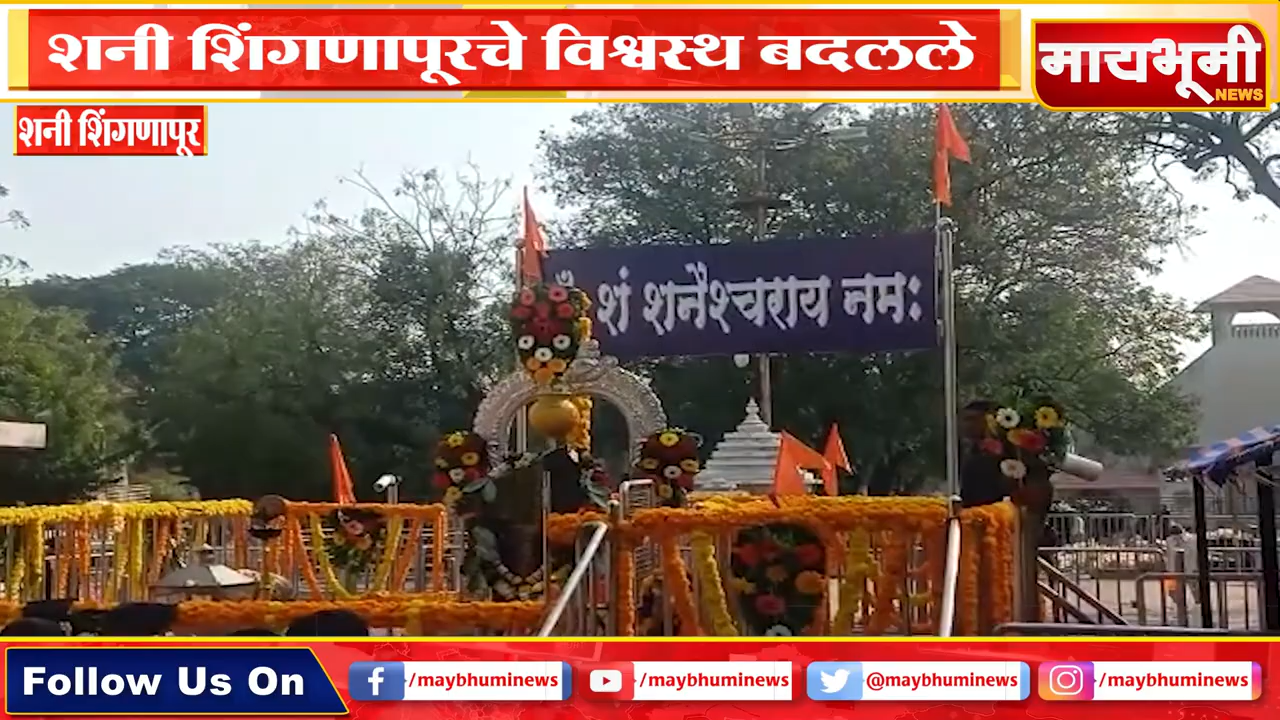 शनी शिंगणापूरचे विश्वस्थ बदलले
मायभूमी
NEWS
शनी शिंगणापूर
ॐ शं शनैश्चराय नमः
Follow Us On
/maybhuminews
/maybhuminews
@maybhuminews
/maybhuminews